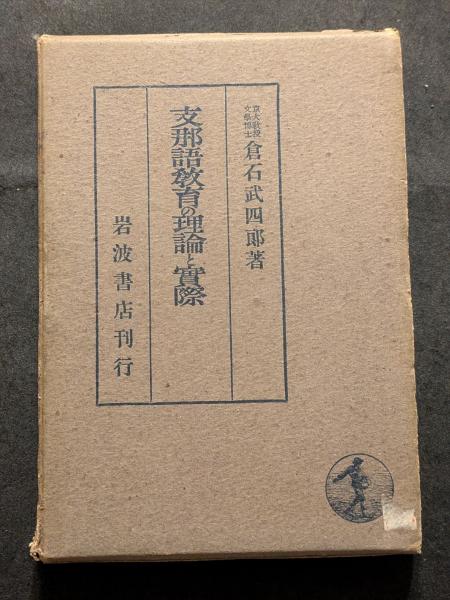 京大教授
文學博士
倉石武四郎著
支那語教育の理論と實際
岩波書店刊行